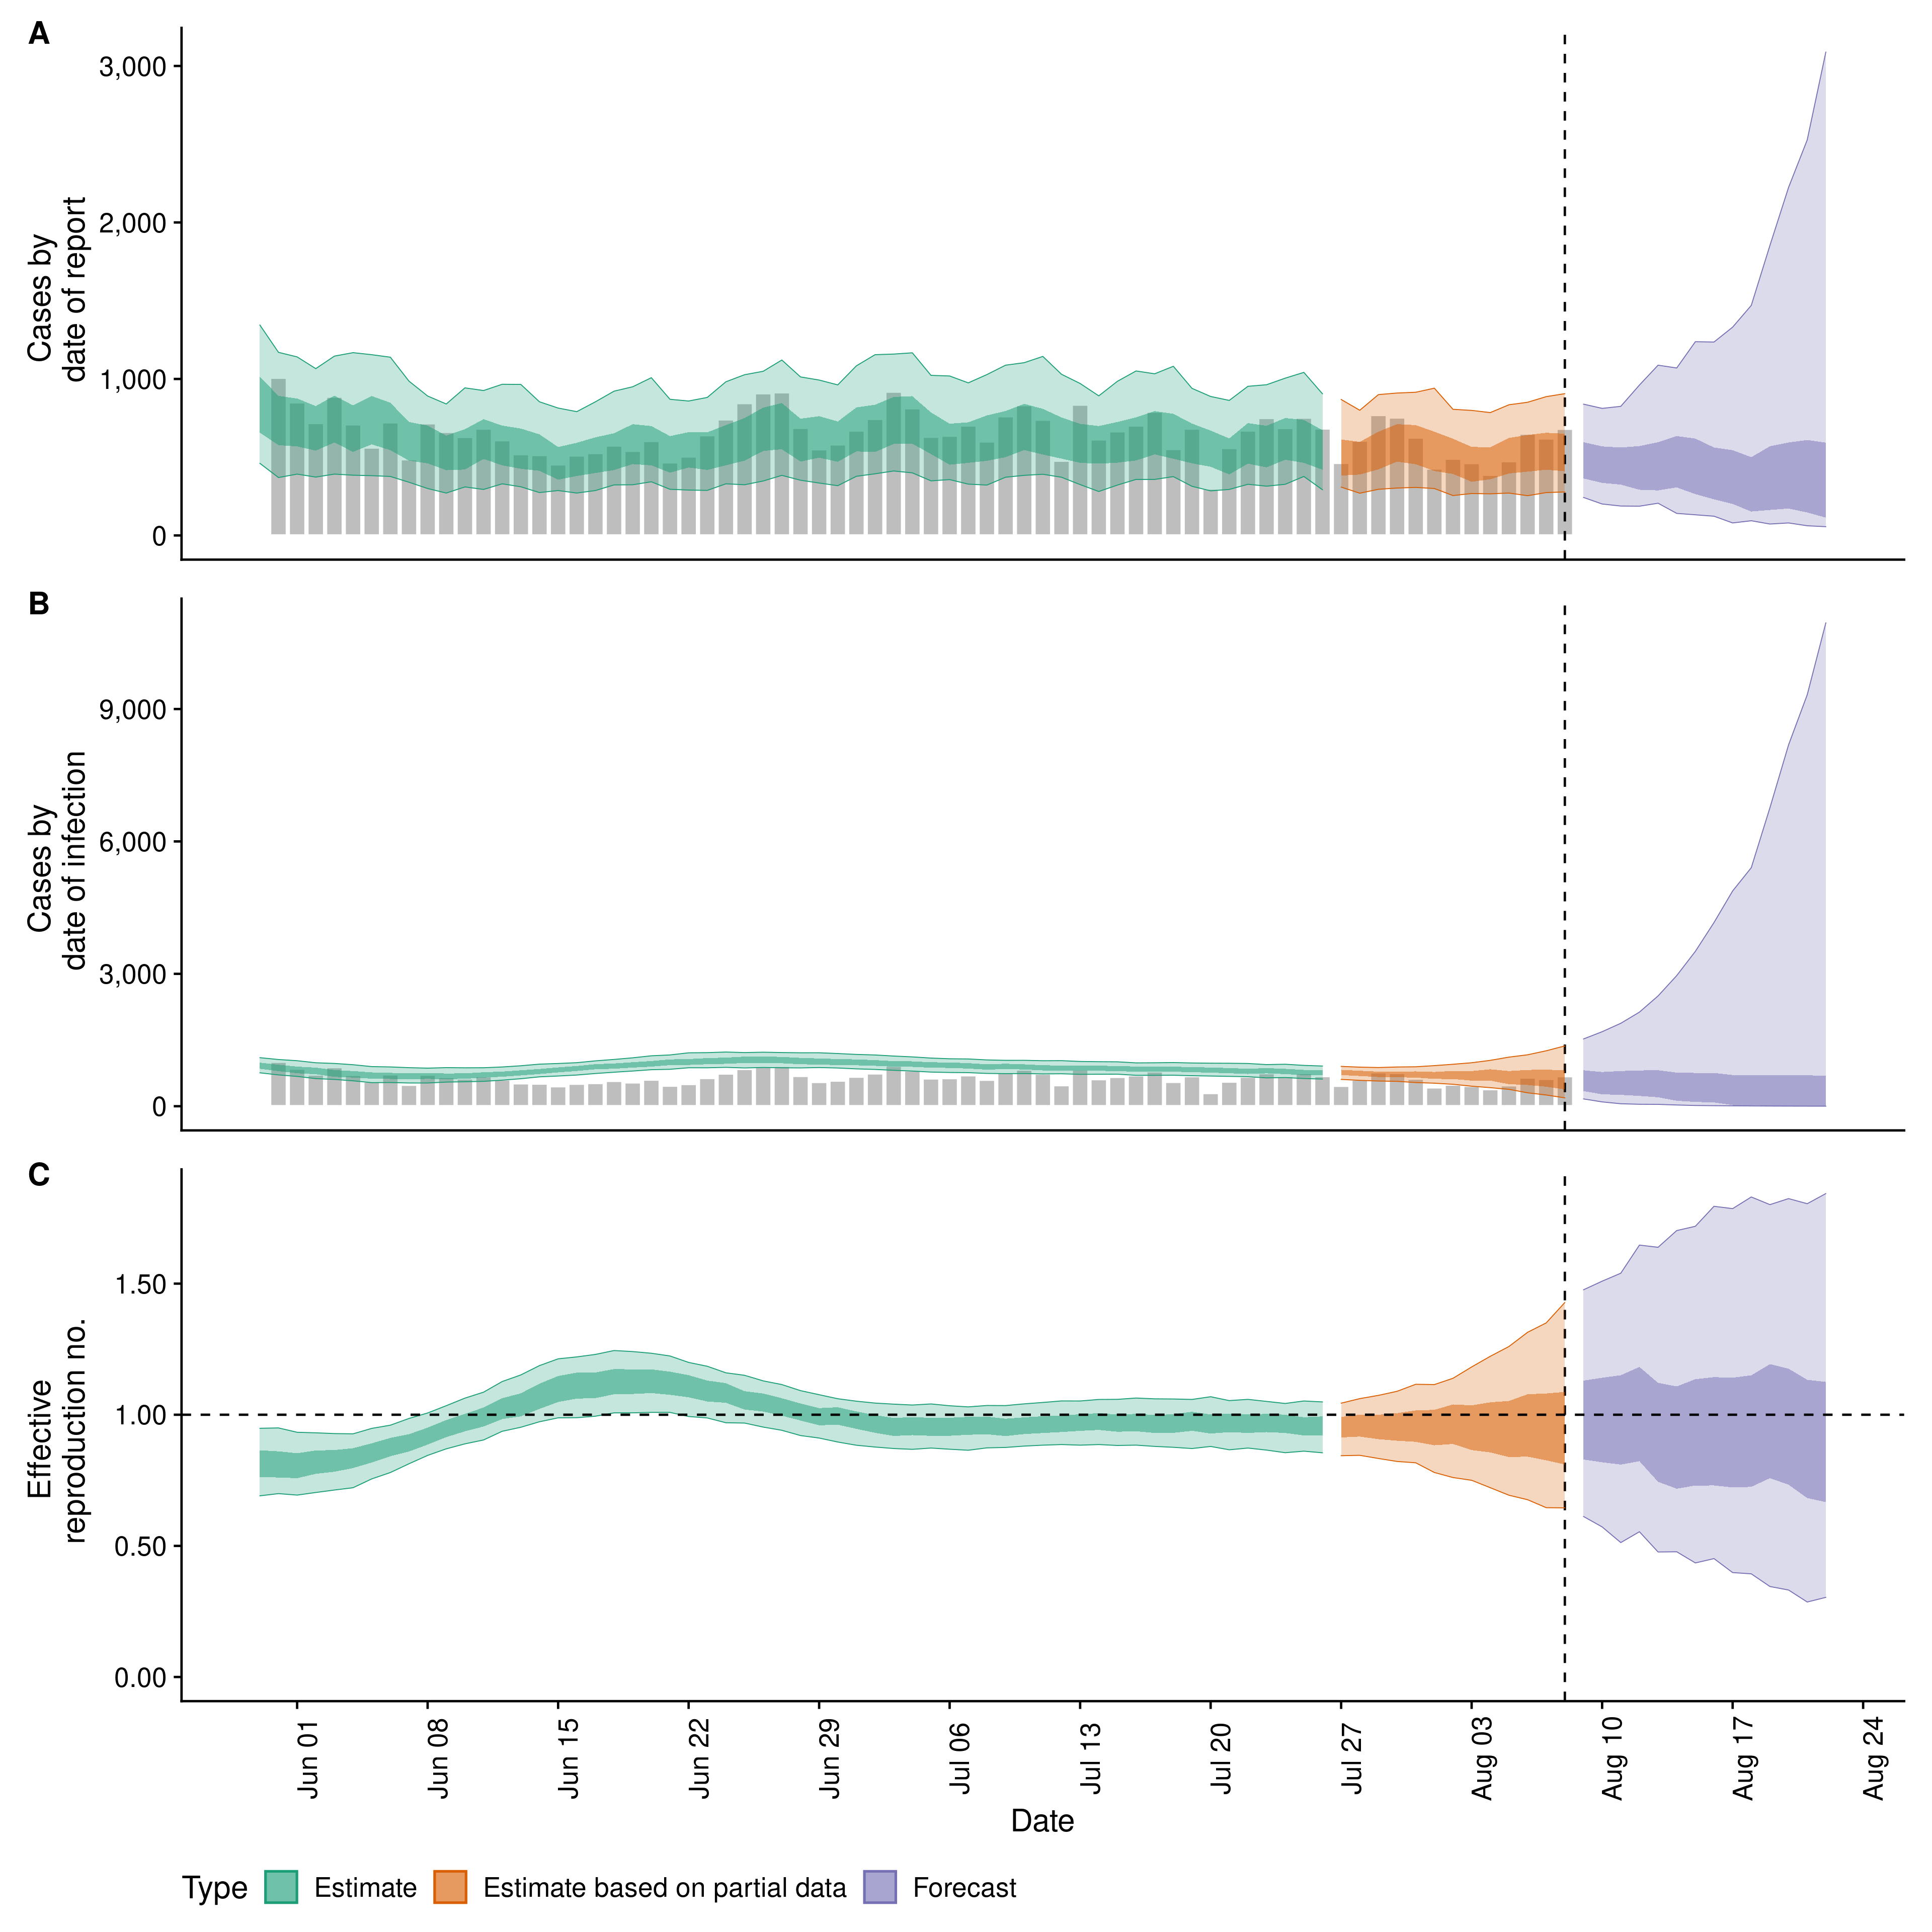 A
Cases by
date of report
3,000
2,000
1,000
0
B
Cases by
date of infection
9,000
6,000
3,000
0
C
Effective
reproduction no.
1.50
1.00
0.50
0.00
Jun 01
Jun 08
Jun 15
Jun 22
Jun 29
Jul 06
Jul 13
Jul 20
Jul 27
Aug 03
Aug 10
Aug 17
Aug 24
Date
Type
Estimate
Estimate based on partial data
Forecast